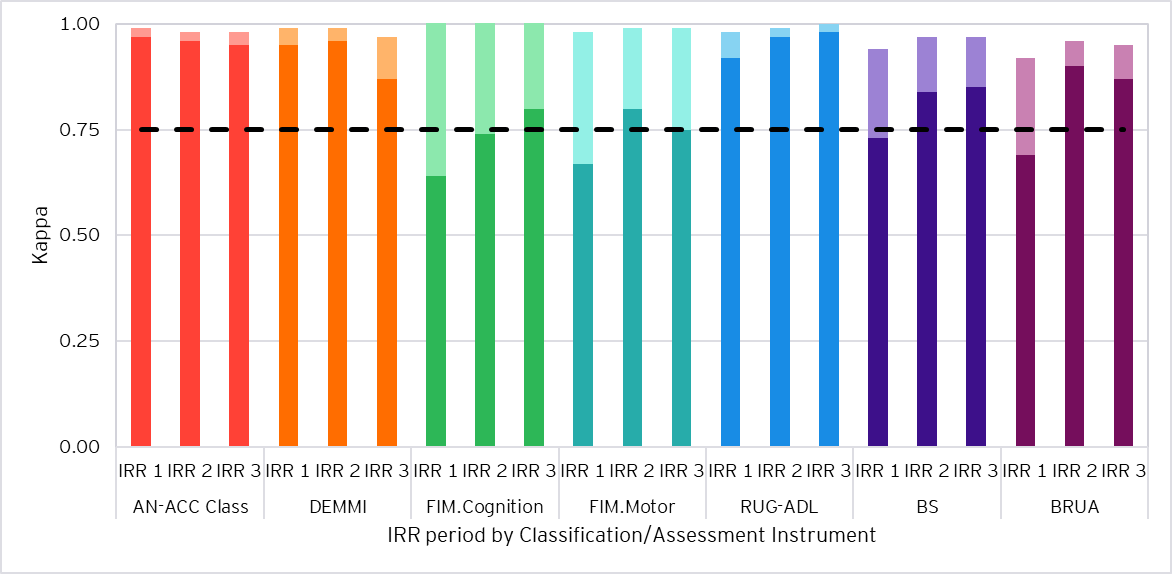 1.00
0.75
0.50
0.25
0.00
Kappa
IRR 1 IRR 2 IRR 3 IRR 1 IRR 2 IRR 3 IRR 1 IRR 2 IRR 3 IRR 1 IRR 2 IRR 3 IRR 1 IRR 2 IRR 3 IRR 1 IRR 2 IRR 3 IRR 1 IRR 2 IRR 3
AN-ACC Class DEMMI FIM.Cognition FIM.Motor RUG-ADL BS BRUA
IRR period by Classification/Assessment Instrument